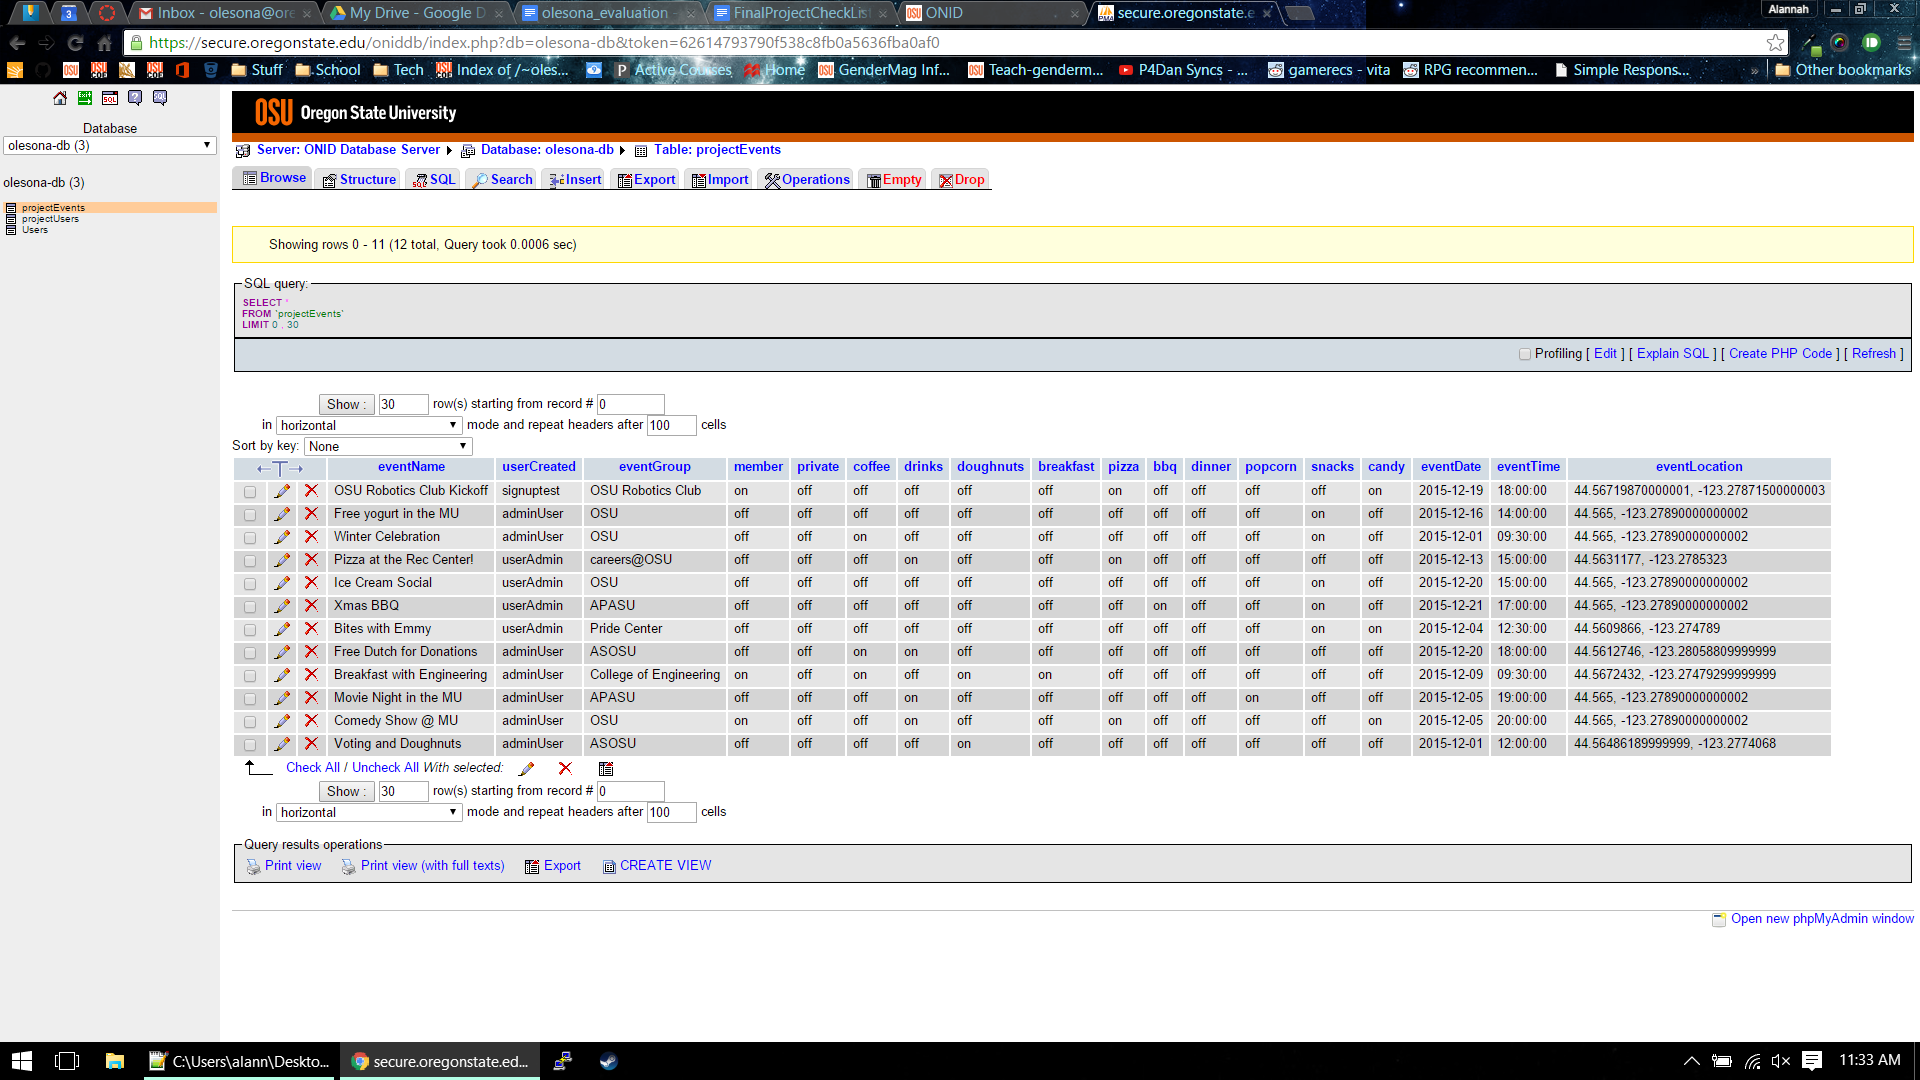 Inbox - olesona@ore
My Drive - Google D
olesona_evaluation
FinalProjectCheckLis
ONID
secure.oregonstate.e
Alannah
https://secure.oregonstate.edu/oniddb/index.php?db=olesona-db&token=62614793790f538c8fb0a5636fba0af0
Stuff School Tech Index of /~oles... Active Courses Home GenderMag Inf... Teach-genderm... P4Dan Syncs - ... gamerecs - vita RPG recommen... Simple Respons... » Other bookmarks
Database
olesona-db (3)
olesona-db (3)
projectEvents
projectUsers
Users
OSU Oregon State University
Server: ONID Database Server Database: olesona-db Table: projectEvents
Browse Structure SQL Search Insert Export Import Operations Empty Drop
Showing rows 0 - 11 (12 total, Query took 0.0006 sec)
SQL query:
SELECT *
FROM `projectEvents`
LIMIT 0 , 30
Profiling [ Edit ] [ Explain SQL ] [ Create PHP Code ] [ Refresh ]
Show : 30 row(s) starting from record # 0
in horizontal mode and repeat headers after 100 cells
Sort by key: None
eventName userCreated eventGroup member private coffee drinks doughnuts breakfast pizza bbq dinner popcorn snacks candy eventDate eventTime eventLocation
OSU Robotics Club Kickoff signuptest OSU Robotics Club on off off off off off on off off off off on 2015-12-19 18:00:00 44.56719870000001, -123.27871500000003
Free yogurt in the MU adminUser OSU off off off off off off off off off off on off 2015-12-16 14:00:00 44.565, -123.27890000000002
Winter Celebration adminUser OSU off off on off off off off off off off on off 2015-12-01 09:30:00 44.565, -123.27890000000002
Pizza at the Rec Center! userAdmin careers@OSU off off off on off off on off off off off off 2015-12-13 15:00:00 44.5631177, -123.2785323
Ice Cream Social userAdmin OSU off off off off off off off off off off on off 2015-12-20 15:00:00 44.565, -123.27890000000002
Xmas BBQ userAdmin APASU off off off off off off off on off off on off 2015-12-21 17:00:00 44.565, -123.27890000000002
Bites with Emmy userAdmin Pride Center off off off off off off off off off off on on 2015-12-04 12:30:00 44.5609866, -123.274789
Free Dutch for Donations adminUser ASOSU off off on on off off off off off off off off 2015-12-20 18:00:00 44.5612746, -123.28058809999999
Breakfast with Engineering adminUser College of Engineering on off on off on on off off off off off off 2015-12-09 09:30:00 44.5672432, -123.27479299999999
Movie Night in the MU adminUser APASU off off off on off off off off off on off off 2015-12-05 19:00:00 44.565, -123.27890000000002
Comedy Show @ MU adminUser OSU on off off on off off on off off off off on 2015-12-05 20:00:00 44.565, -123.27890000000002
Voting and Doughnuts adminUser ASOSU off off off off on off off off off off off off 2015-12-01 12:00:00 44.56486189999999, -123.2774068
Check All / Uncheck All With selected:
Show : 30 row(s) starting from record # 0
in horizontal mode and repeat headers after 100 cells
Query results operations
Print view Print view (with full texts) Export CREATE VIEW
Open new phpMyAdmin window
C:\Users\alann\Deskto... secure.oregonstate.ed... 11:33 AM